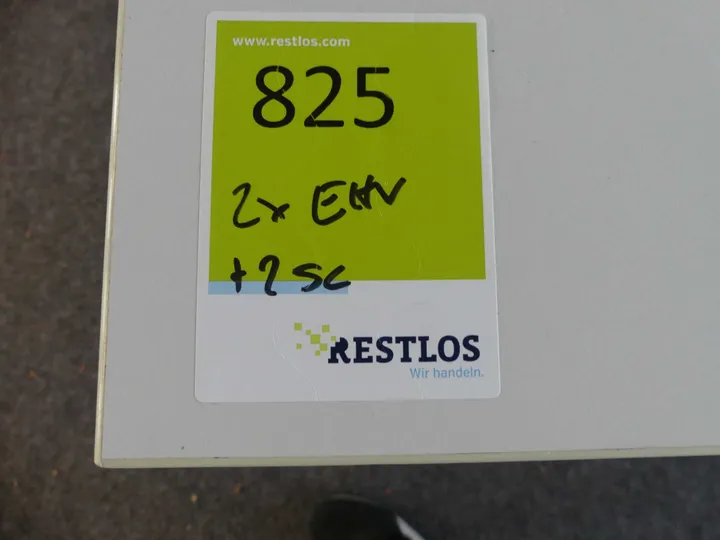 www.restlos.com
825
2x EHV
+2 SC
RESTLOS
Wir handeln.